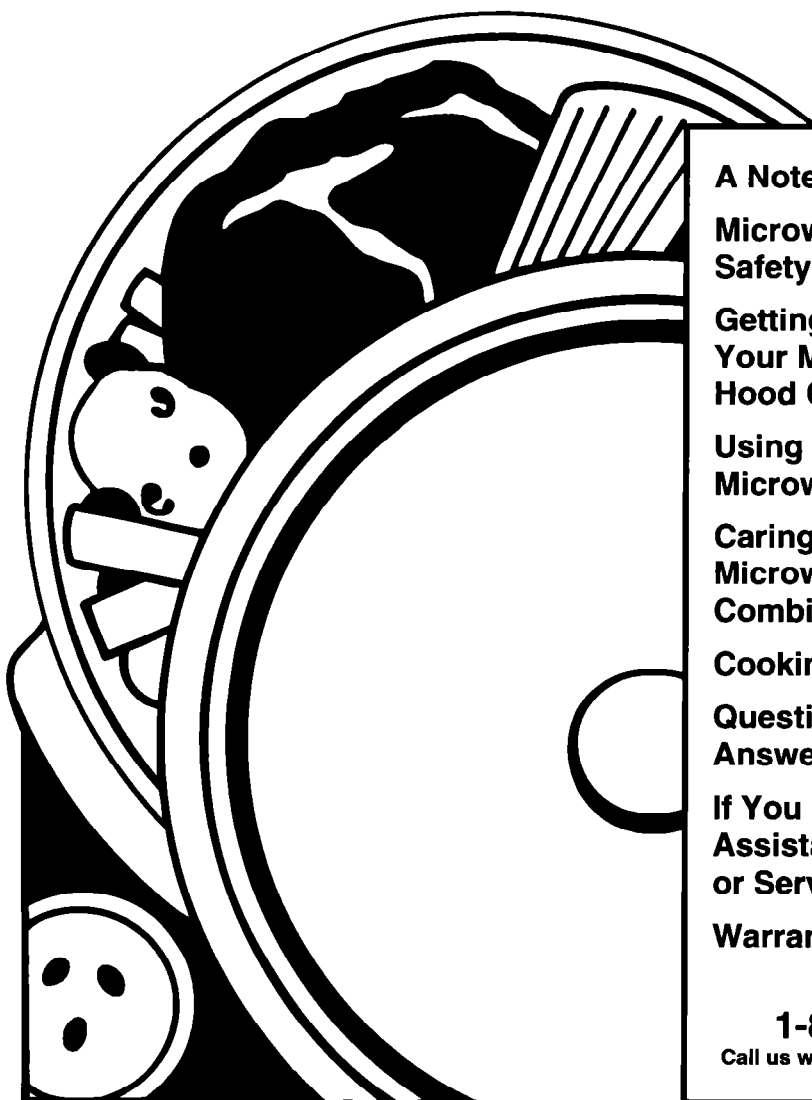 A Note
Microw
Safety
Getting
Your M
Hood
Using
Microw
Caring
Microw
Combi
Cookin
Questi
Answe
If You
Assista
or Serv
Warran
1-8
Call us w